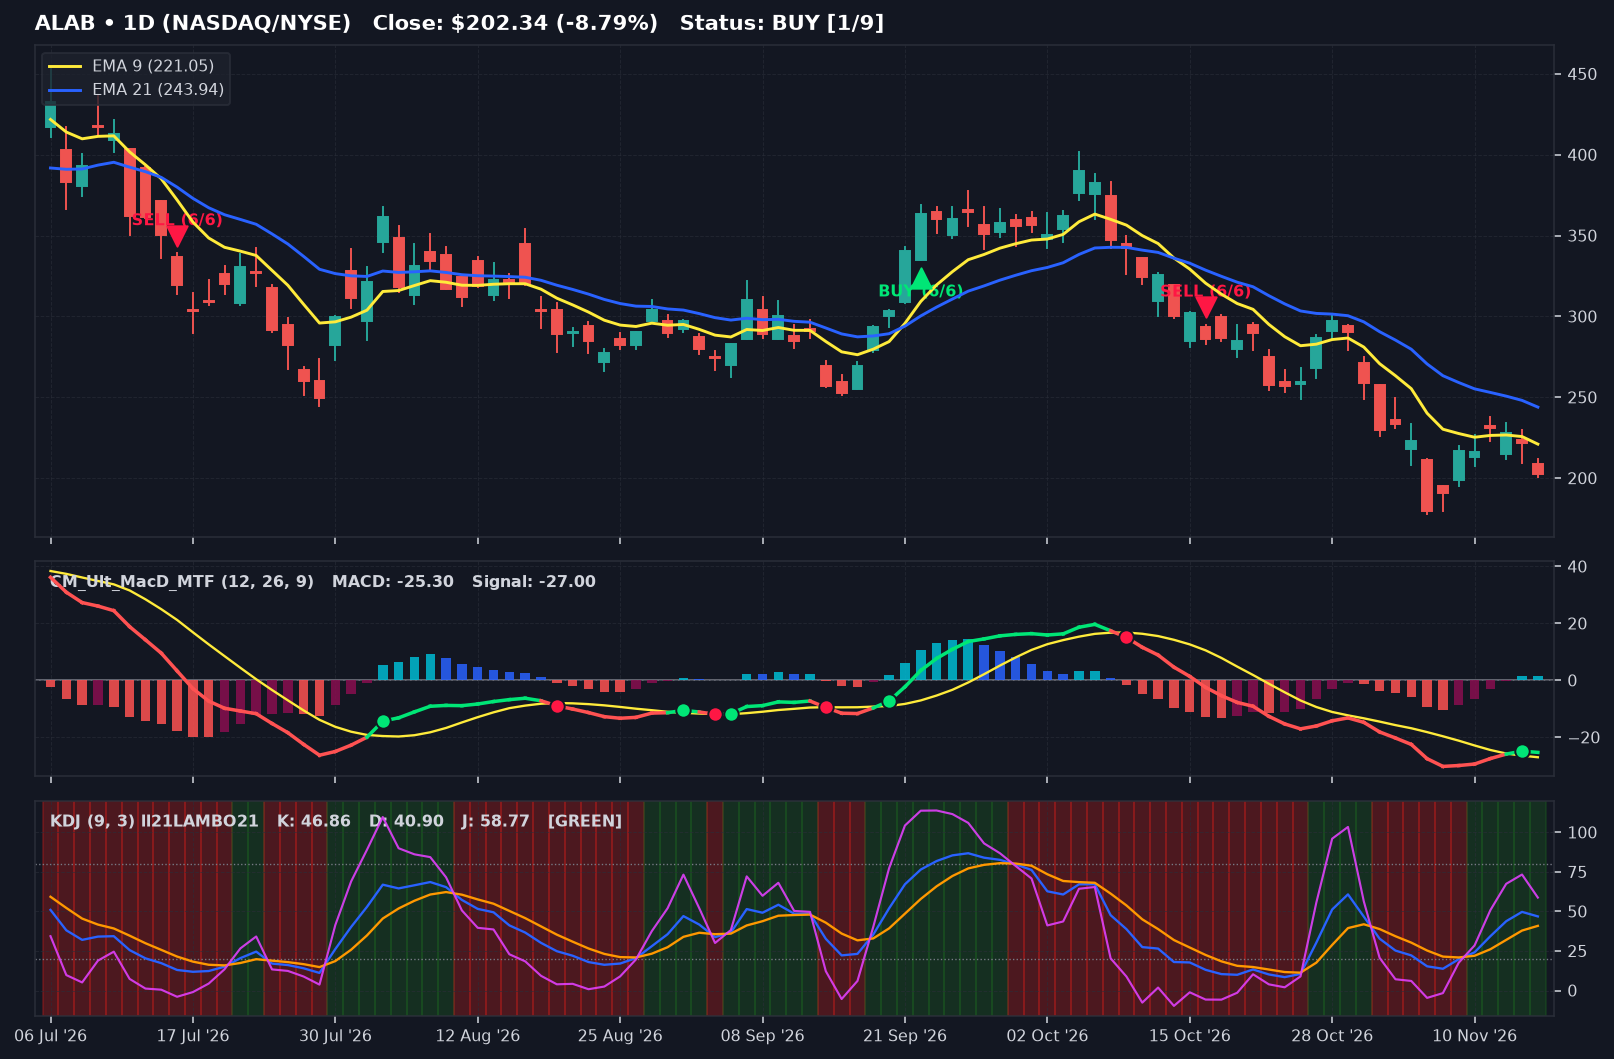 ALAB • 1D (NASDAQ/NYSE)   Close: $202.34 (-8.79%)   Status: BUY [1/9]
EMA 9 (221.05)
EMA 21 (243.94)
450
400
350
300
250
200
SELL (6/6)
BUY (6/6)
SELL (6/6)
CM_Ult_MacD_MTF (12, 26, 9)   MACD: -25.30   Signal: -27.00
40
20
0
−20
KDJ (9, 3) II21LAMBO21   K: 46.86   D: 40.90   J: 58.77   [GREEN]
100
75
50
25
0
06 Jul '26
17 Jul '26
30 Jul '26
12 Aug '26
25 Aug '26
08 Sep '26
21 Sep '26
02 Oct '26
15 Oct '26
28 Oct '26
10 Nov '26